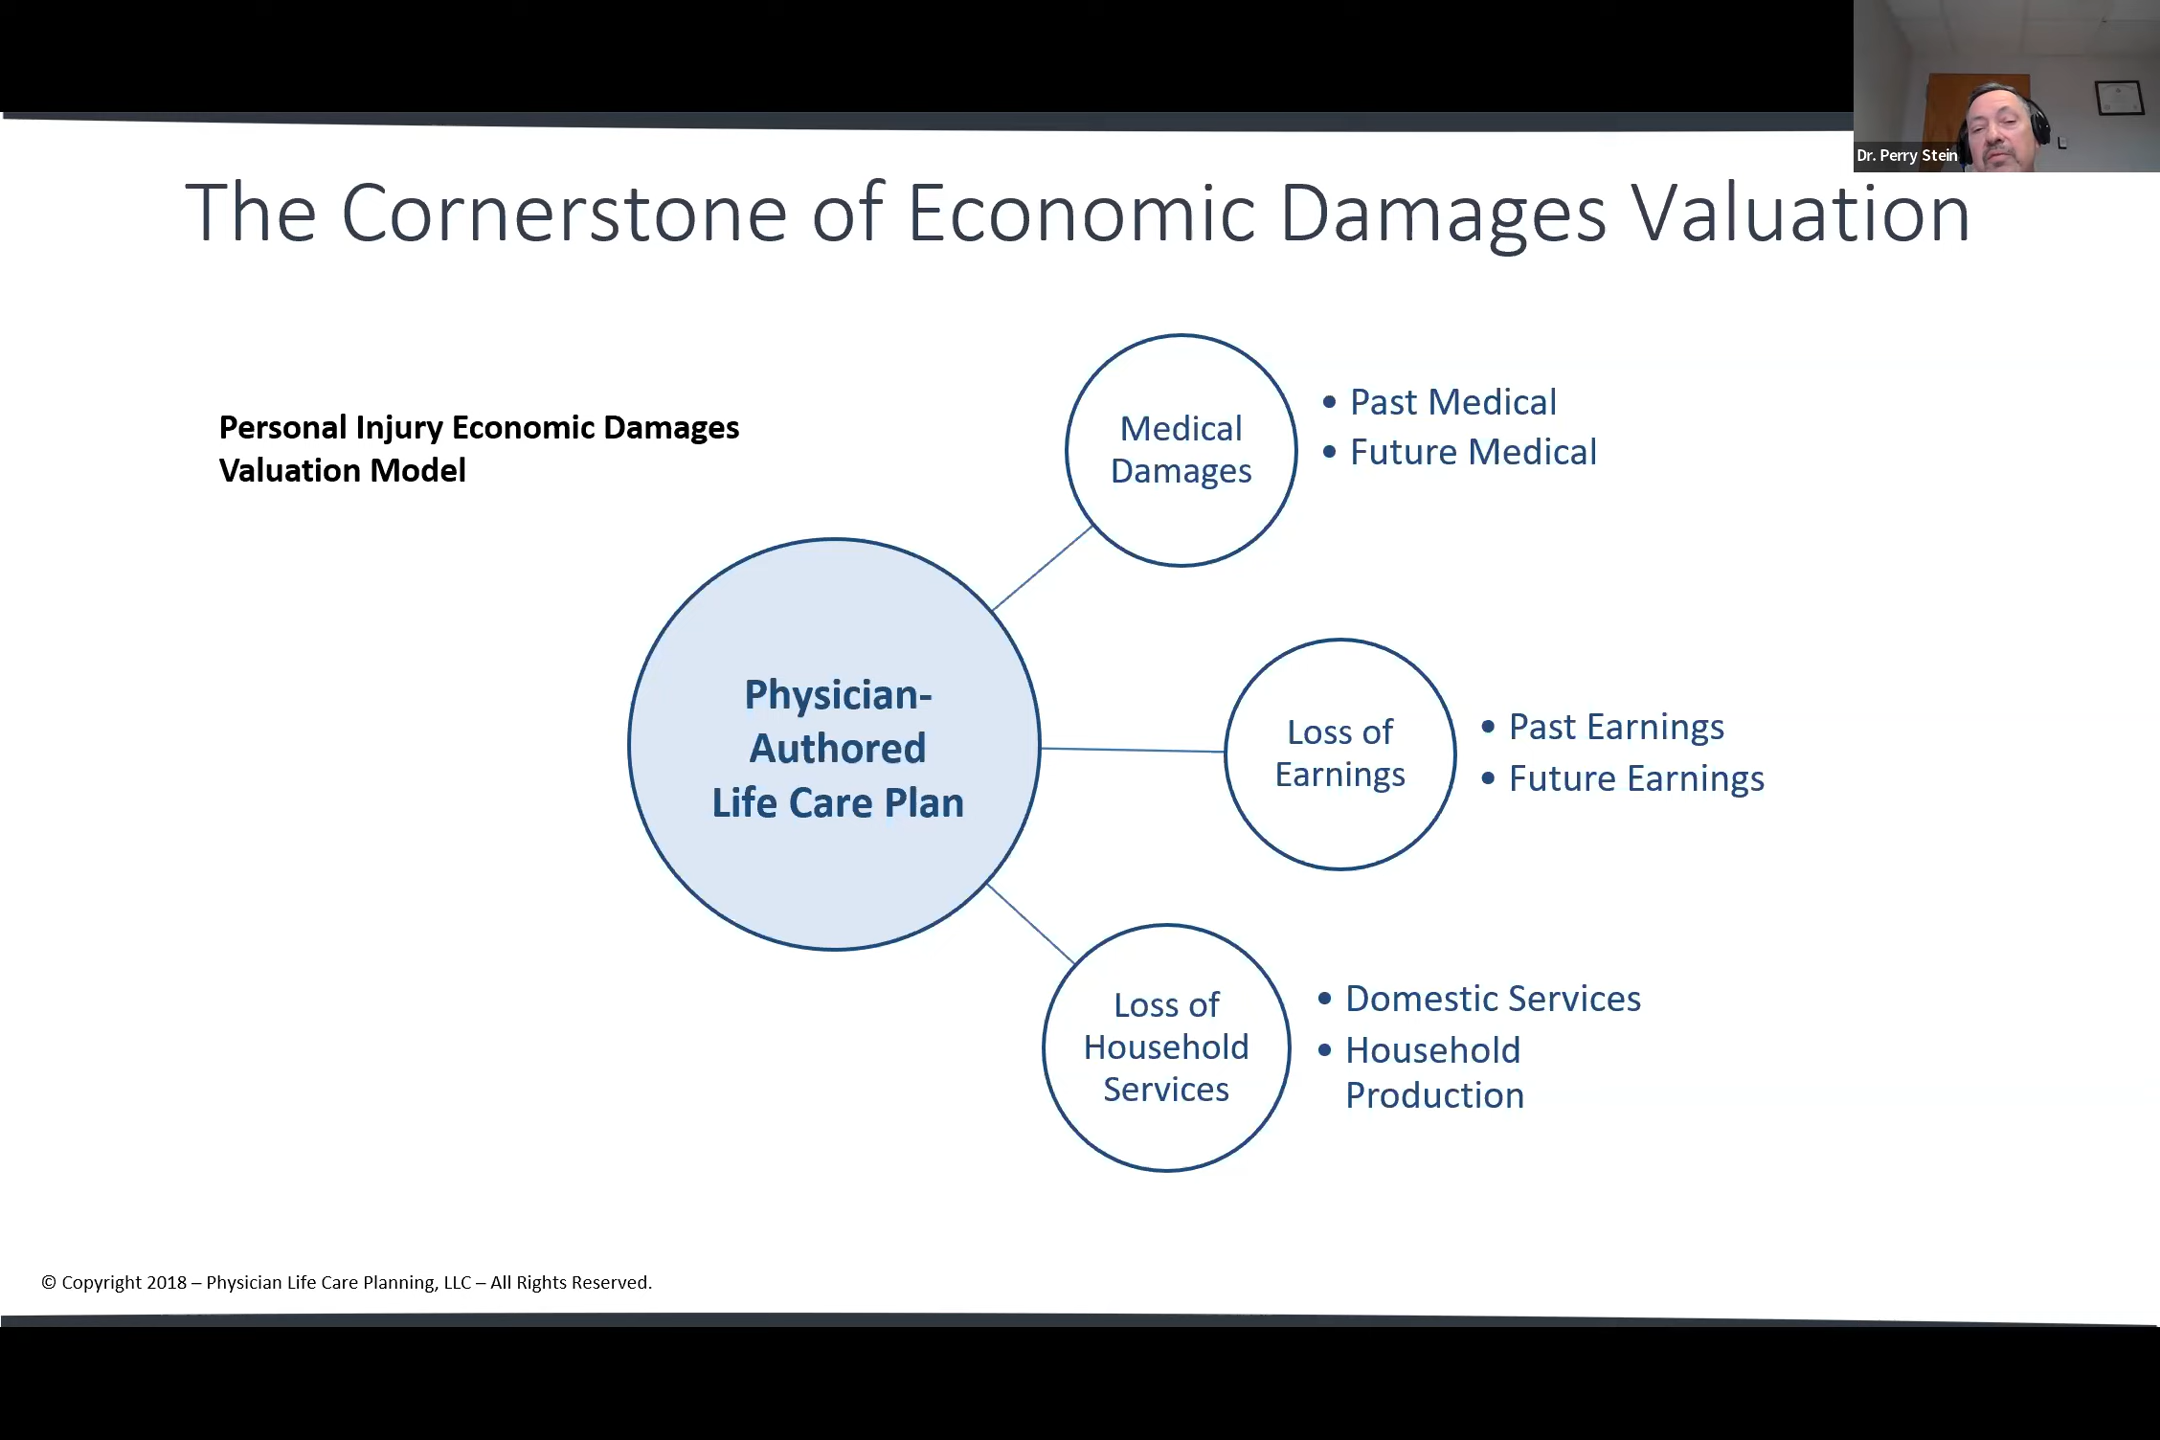 Dr. Perry Stein
The Cornerstone of Economic Damages Valuation
Personal Injury Economic Damages
Valuation Model
Medical
Damages
• Past Medical
• Future Medical
Physician-
Authored
Life Care Plan
Loss of
Earnings
• Past Earnings
• Future Earnings
Loss of
Household
Services
• Domestic Services
• Household
Production
© Copyright 2018 – Physician Life Care Planning, LLC – All Rights Reserved.